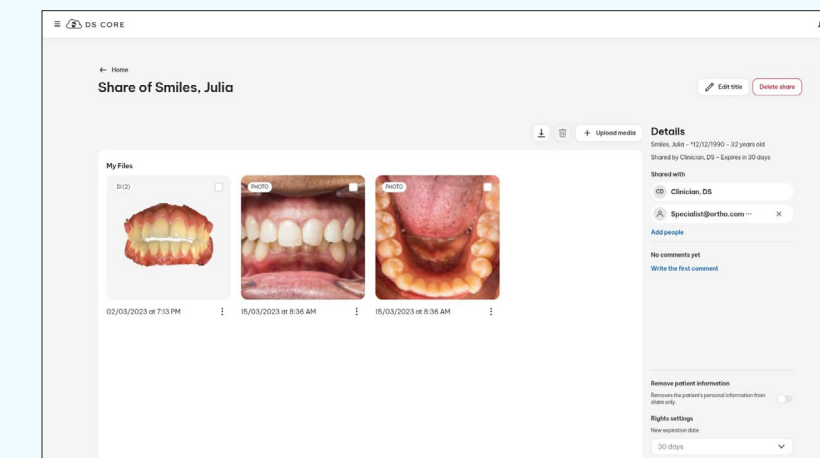 DS CORE
Home
Share of Smiles, Julia
Edit title
Delete share
Upload media
My Files
DI (2)
PHOTO
PHOTO
02/03/2023 at 7:13 PM
15/03/2023 at 8:36 AM
15/03/2023 at 8:36 AM
Details
Smiles, Julia - *12/12/1990 - 32 years old
Shared by Clinician, DS - Expires in 30 days
Shared with
CD Clinician, DS
Specialist@ortho.com ···
Add people
No comments yet
Write the first comment
Remove patient information
Removes the patient's personal information from
share only.
Rights settings
New expiration date
30 days